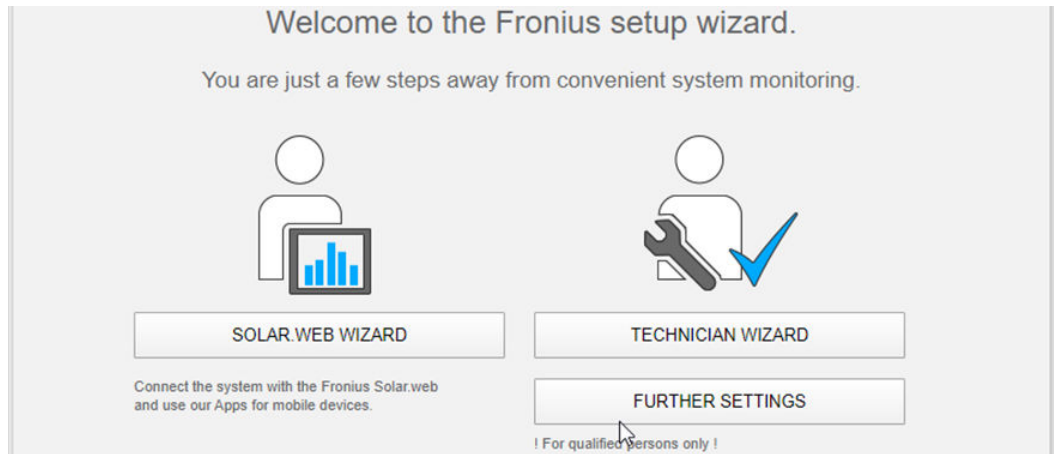 Welcome to the Fronius setup wizard.
You are just a few steps away from convenient system monitoring.
SOLAR.WEB WIZARD
Connect the system with the Fronius Solar.web
and use our Apps for mobile devices.
TECHNICIAN WIZARD
FURTHER SETTINGS
! For qualified persons only !